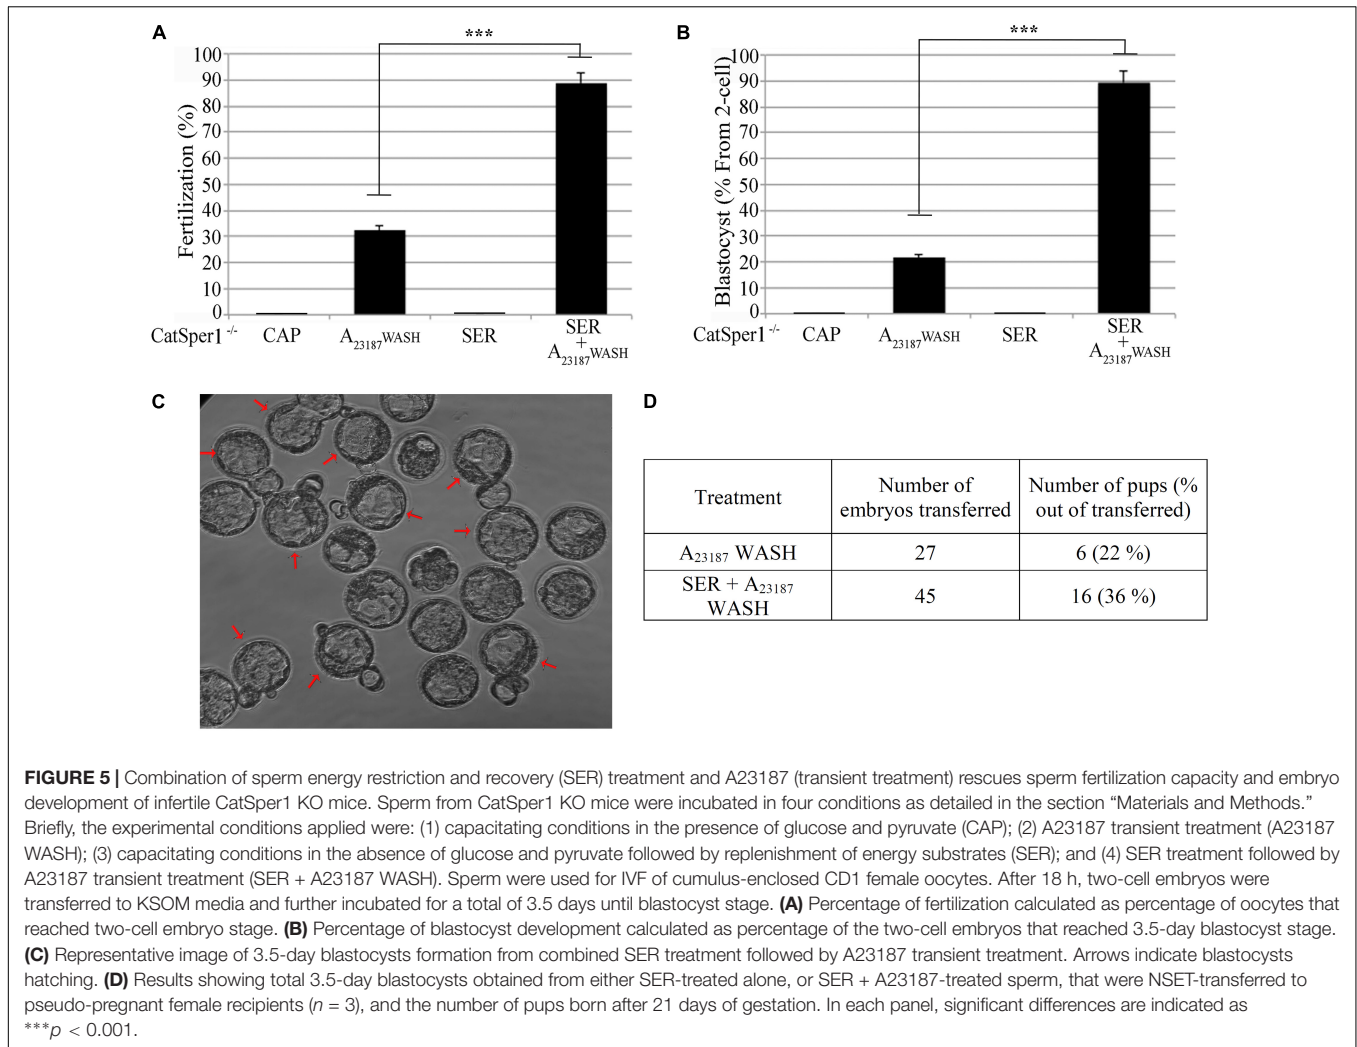 A
***
100
90
80
70
60
50
40
30
20
10
0
Fertilization (%)
CatSper1 -/-
CAP
A23187WASH
SER
SER
+
A23187WASH
B
***
100
90
80
70
60
50
40
30
20
10
0
Blastocyst (% From 2-cell)
CatSper1 -/-
CAP
A23187WASH
SER
SER
+
A23187WASH
C
D
Treatment
Number of
embryos transferred
Number of pups (%
out of transferred)
A23187 WASH
27
6 (22 %)
SER + A23187
WASH
45
16 (36 %)
FIGURE 5 | Combination of sperm energy restriction and recovery (SER) treatment and A23187 (transient treatment) rescues sperm fertilization capacity and embryo
development of infertile CatSper1 KO mice. Sperm from CatSper1 KO mice were incubated in four conditions as detailed in the section “Materials and Methods.”
Briefly, the experimental conditions applied were: (1) capacitating conditions in the presence of glucose and pyruvate (CAP); (2) A23187 transient treatment (A23187
WASH); (3) capacitating conditions in the absence of glucose and pyruvate followed by replenishment of energy substrates (SER); and (4) SER treatment followed by
A23187 transient treatment (SER + A23187 WASH). Sperm were used for IVF of cumulus-enclosed CD1 female oocytes. After 18 h, two-cell embryos were
transferred to KSOM media and further incubated for a total of 3.5 days until blastocyst stage. (A) Percentage of fertilization calculated as percentage of oocytes that
reached two-cell embryo stage. (B) Percentage of blastocyst development calculated as percentage of the two-cell embryos that reached 3.5-day blastocyst stage.
(C) Representative image of 3.5-day blastocysts formation from combined SER treatment followed by A23187 transient treatment. Arrows indicate blastocysts
hatching. (D) Results showing total 3.5-day blastocysts obtained from either SER-treated alone, or SER + A23187-treated sperm, that were NSET-transferred to
pseudo-pregnant female recipients (n = 3), and the number of pups born after 21 days of gestation. In each panel, significant differences are indicated as
***p < 0.001.